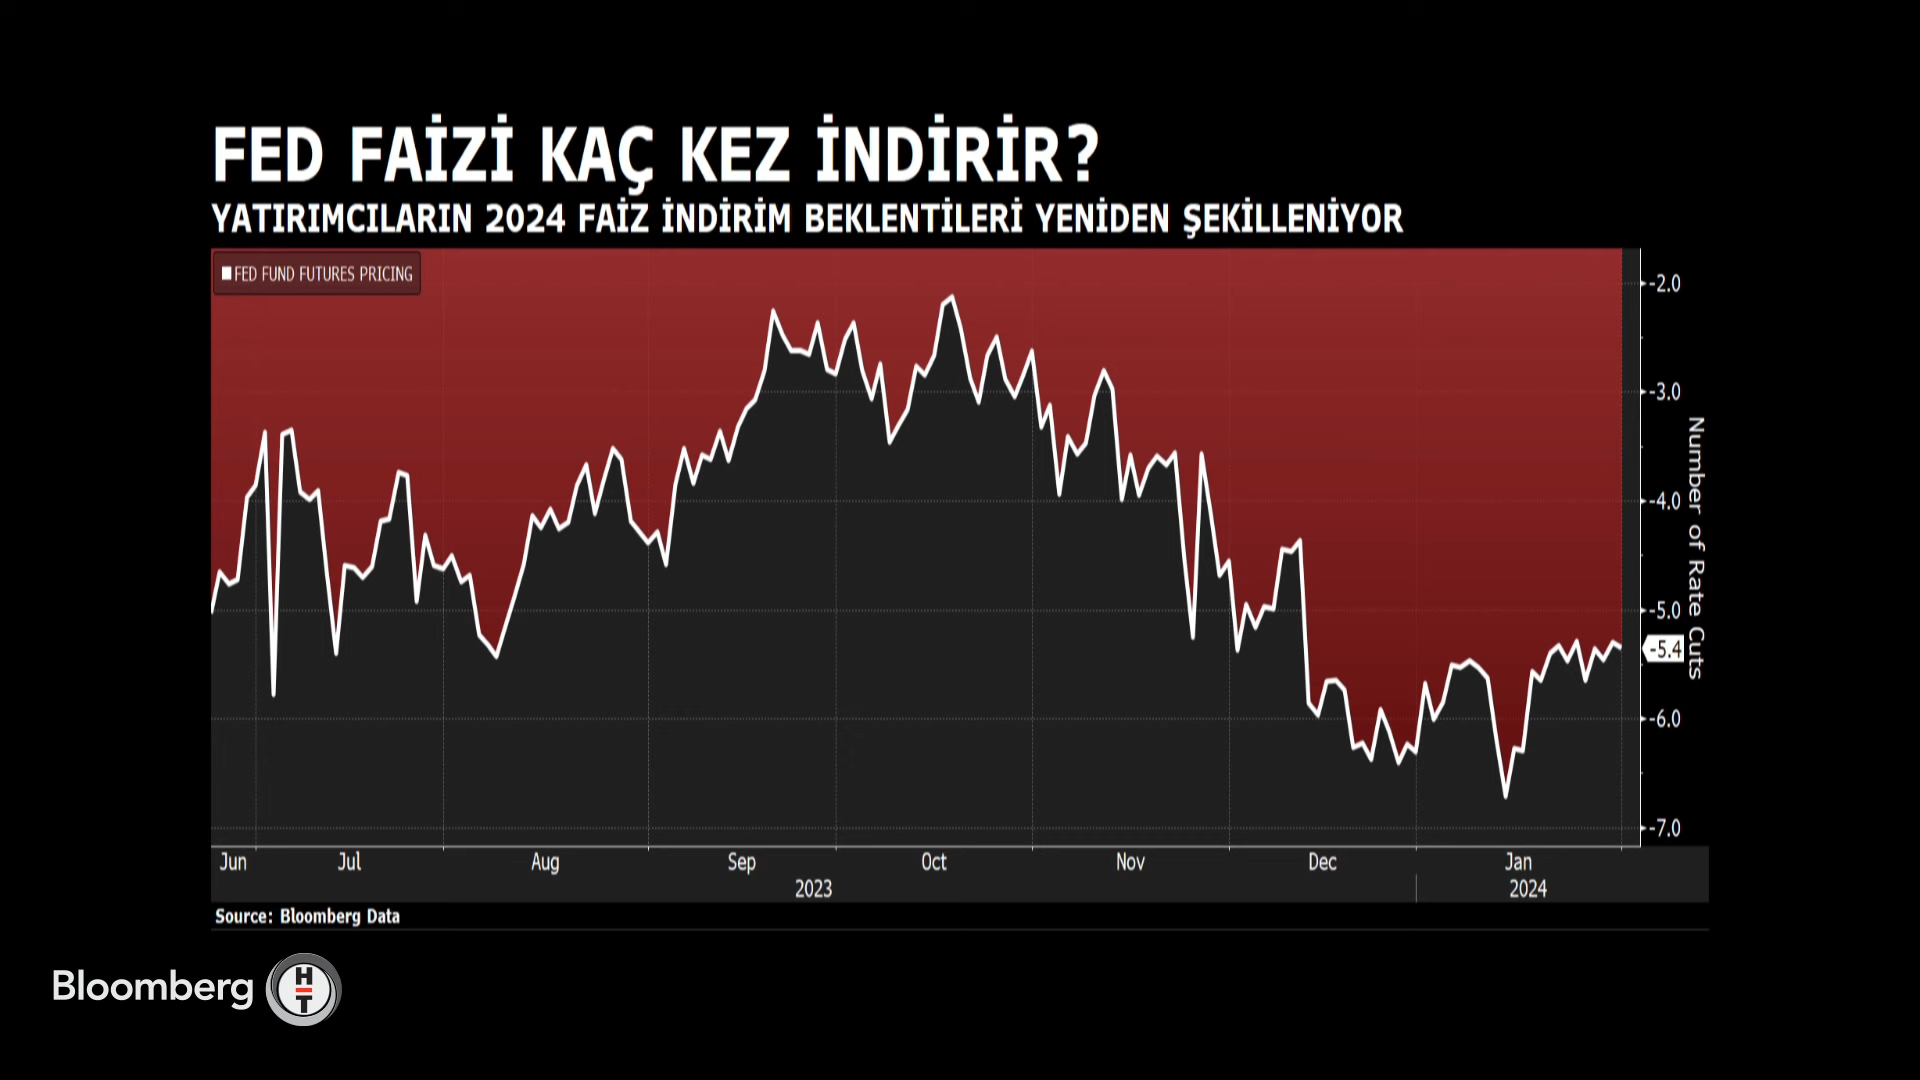 FED FAİZİ KAÇ KEZ İNDİRİR?
YATIRIMCILARIN 2024 FAİZ İNDİRİM BEKLENTİLERİ YENİDEN ŞEKİLLENİYOR
FED FUND FUTURES PRICING
-2.0
-3.0
-4.0
-5.0
-5.4
-6.0
-7.0
Number of Rate Cuts
Jun Jul Aug Sep Oct Nov Dec Jan
2023 2024
Source: Bloomberg Data
Bloomberg HT